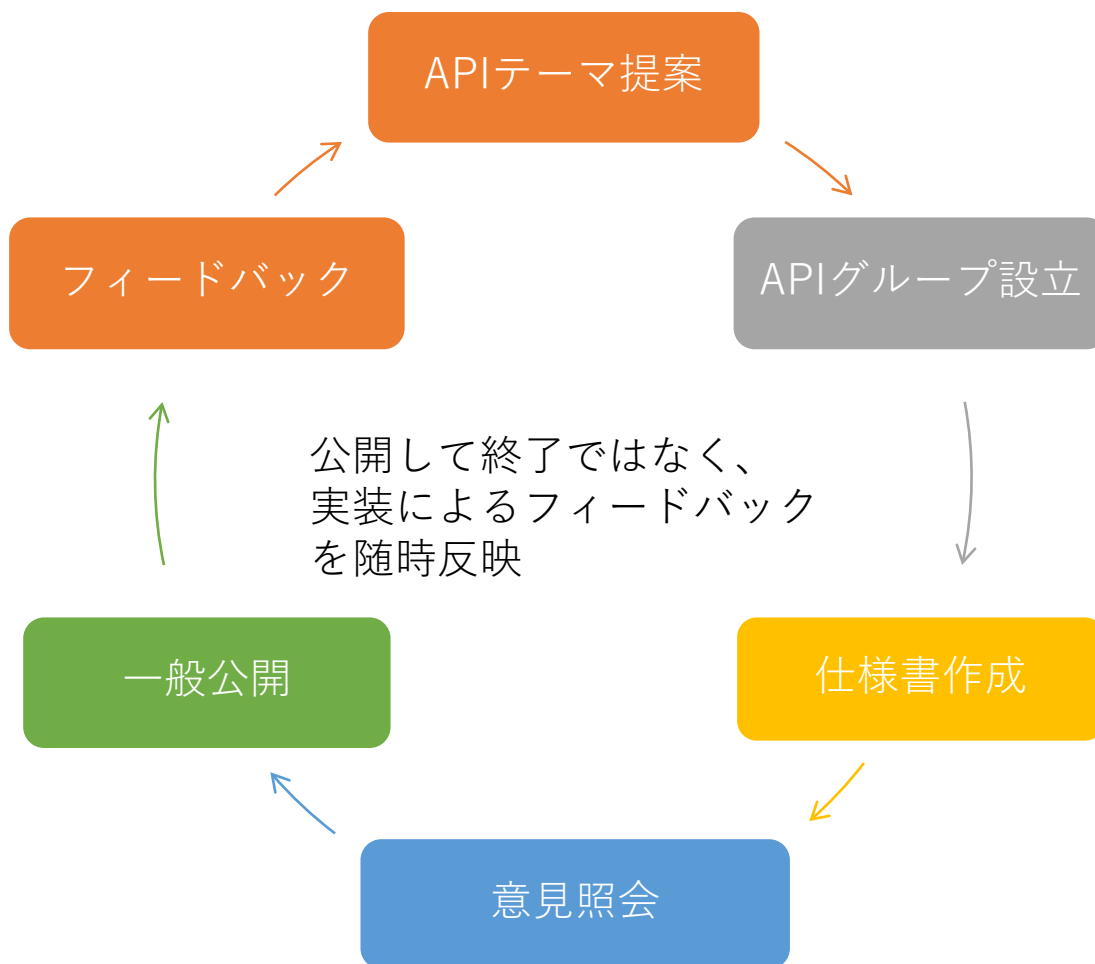 APIテーマ提案
フィードバック
APIグループ設立
公開して終了ではなく、
実装によるフィードバック
を随時反映
一般公開
仕様書作成
意見照会